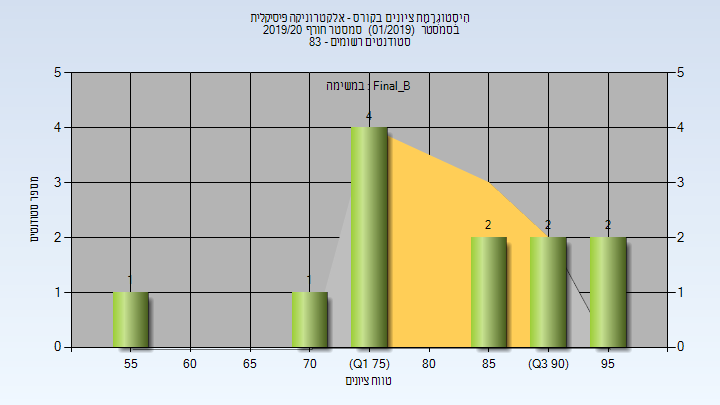 היסטוגרמת ציונים בקורס - אלקטרוניקה פיסיקלית
בסמסטר (01/2019) סמסטר חורף 2019/20
סטודנטים רשומים - 83
במשימה : Final_B
מספר סטודנטים
5 5
4 4
3 3
2 2
1 1
0 0
1 1 4 2 2 2
55 60 65 70 (Q1 75) 80 85 (Q3 90) 95
טווח ציונים